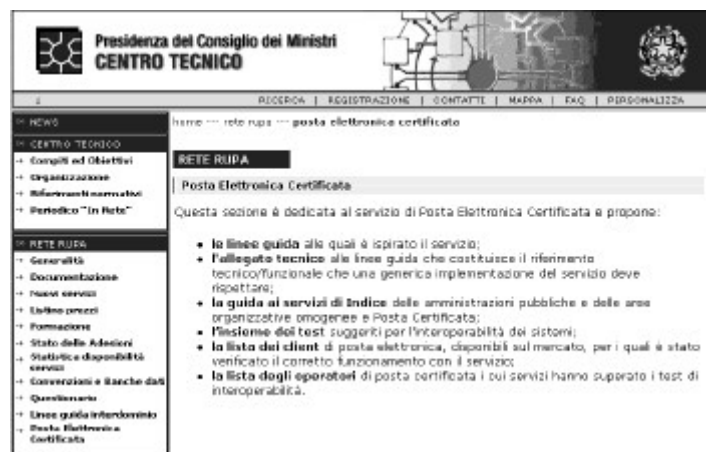 Presidenza del Consiglio dei Ministri
CENTRO TECNICO
RICERCA | REGISTRAZIONE | CONTATTI | MAPPA | FAQ | PERSONALIZZA
NEWS
CENTRO TECNICO
Compiti ed Obiettivi
Organizzazione
Riferimenti normativi
Periodico "In Rete"
RETE RUPA
Generalità
Documentazione
Nuovi servizi
Listino prezzi
Formazione
Stato delle Adesioni
Statistica disponibilità
servizi
Convenzioni e Banche dati
Questionario
Linee guida interdominio
Posta Elettronica
Certificata
home --- rete rupa --- posta elettronica certificata
RETE RUPA
Posta Elettronica Certificata
Questa sezione è dedicata al servizio di Posta Elettronica Certificata e propone:
• le linee guida alle quali è ispirato il servizio;
• l'allegato tecnico alle linee guida che costituisce il riferimento
tecnico/funzionale che una generica implementazione del servizio deve
rispettare;
• la guida ai servizi di Indice delle amministrazioni pubbliche e delle aree
organizzative omogenee e Posta Certificata;
• l'insieme dei test suggeriti per l'interoperabilità dei sistemi;
• la lista dei client di posta elettronica, disponibili sul mercato, per i quali è stato
verificato il corretto funzionamento con il servizio;
• la lista degli operatori di posta certificata i cui servizi hanno superato i test di
interoperabilità.